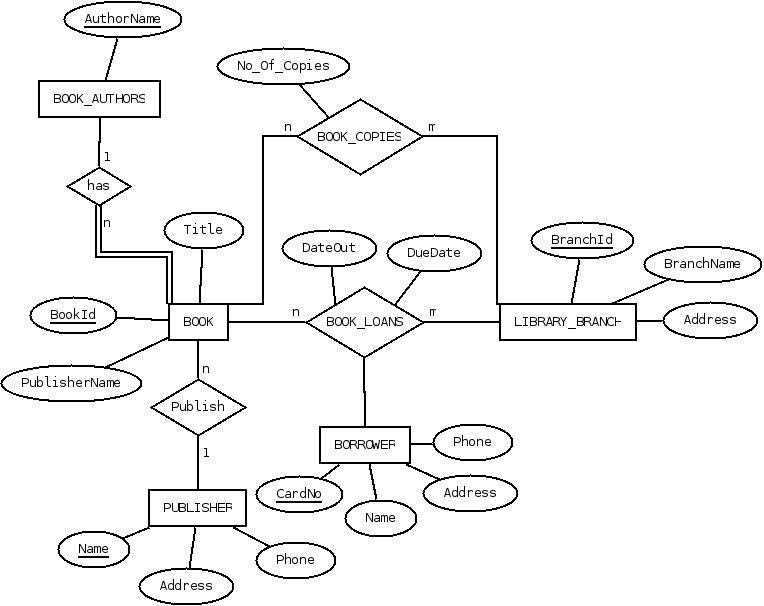 AuthorName
No_Of_Copies
BOOK_AUTHORS
n
BOOK_COPIES
m
1
has
n
Title
DateOut
DueDate
BranchId
BranchName
BookId
BOOK
n
BOOK_LOANS
m
LIBRARY_BRANCH
Address
PublisherName
n
Publish
1
BORROWER
Phone
CardNo
Address
Name
PUBLISHER
Name
Address
Phone